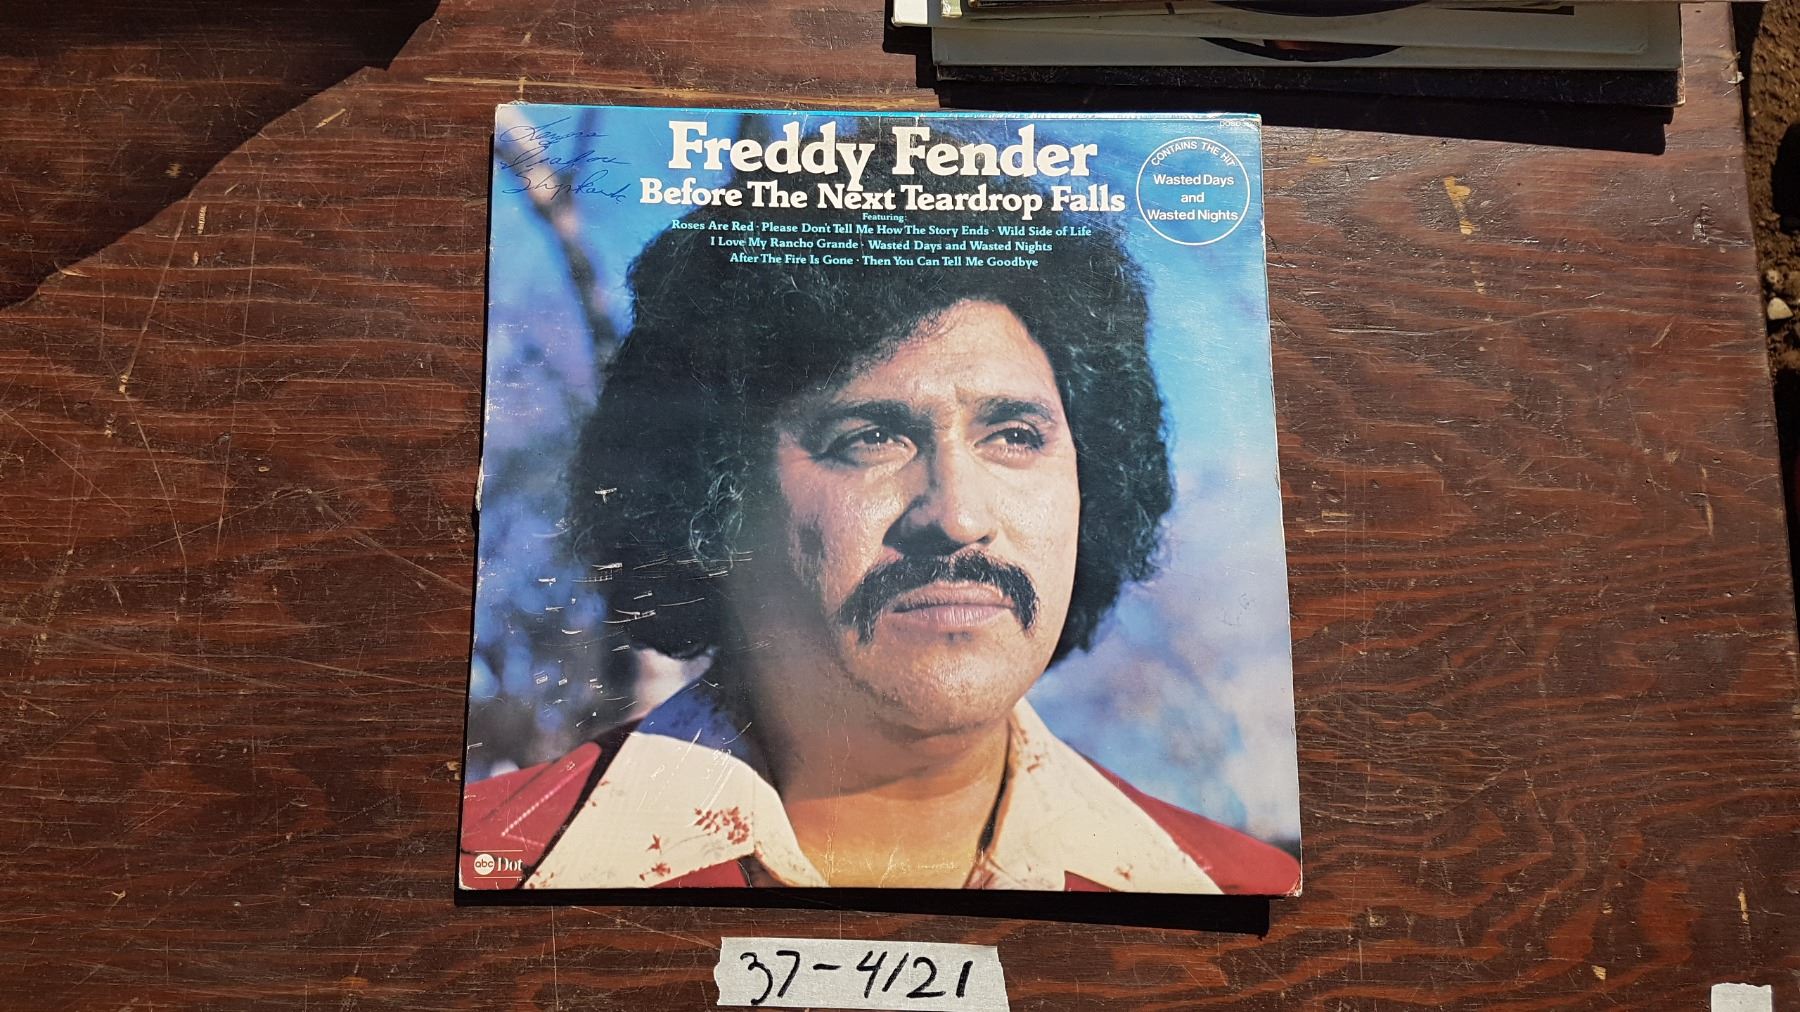 Freddy Fender
Before The Next Teardrop Falls
Featuring:
Roses Are Red · Please Don't Tell Me How The Story Ends · Wild Side of Life
I Love My Rancho Grande · Wasted Days and Wasted Nights
After The Fire Is Gone · Then You Can Tell Me Goodbye
CONTAINS THE HIT
Wasted Days
and
Wasted Nights
abc Dot
37-4/21